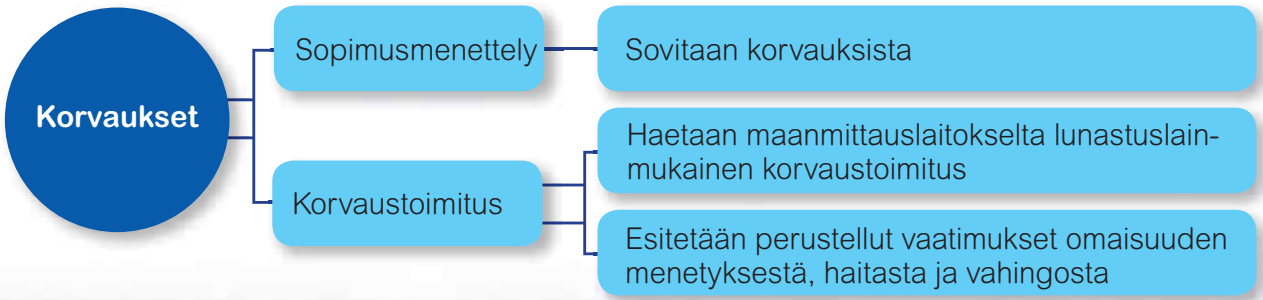 Korvaukset
Sopimusmenettely
Sovitaan korvauksista
Korvaustoimitus
Haetaan maanmittauslaitokselta lunastuslain-
mukainen korvaustoimitus
Esitetään perustellut vaatimukset omaisuuden
menetyksestä, haitasta ja vahingosta